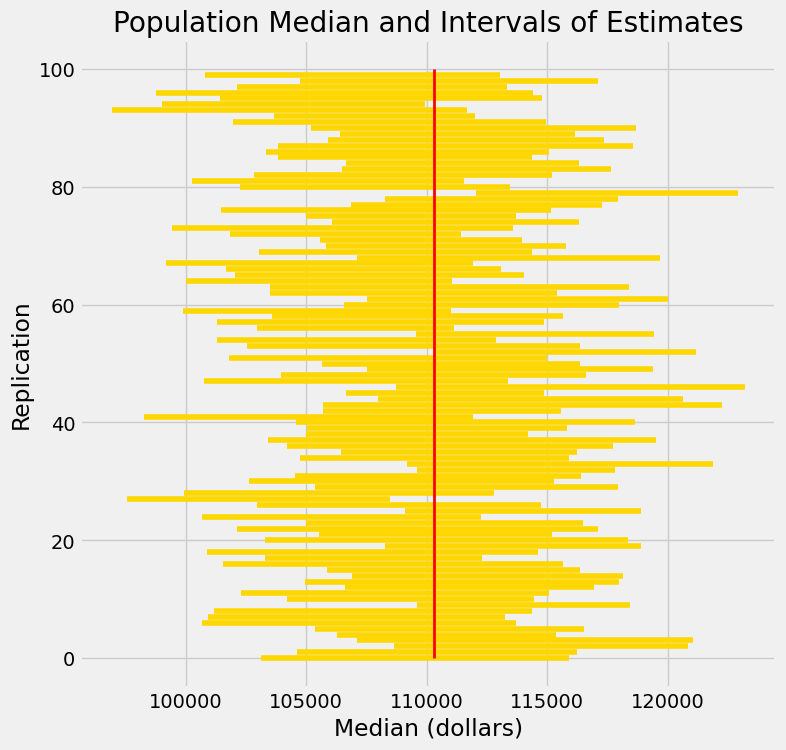 Population Median and Intervals of Estimates
100
80
60
40
20
0
Replication
100000 105000 110000 115000 120000
Median (dollars)